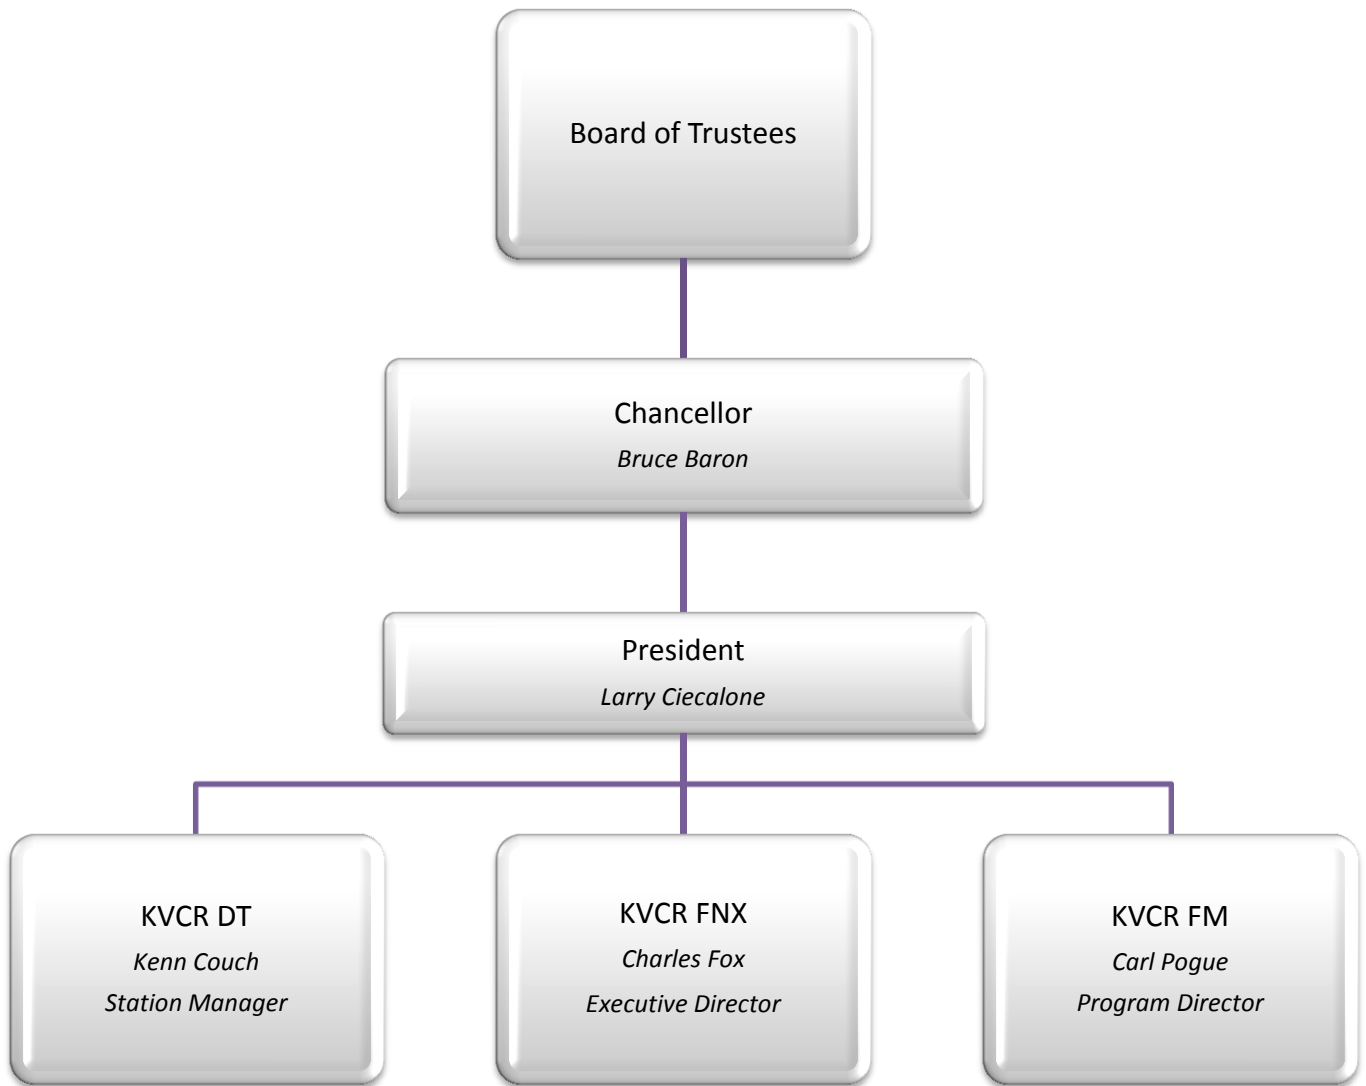 Board of Trustees
Chancellor
Bruce Baron
President
Larry Ciecalone
KVCR DT
Kenn Couch
Station Manager
KVCR FNX
Charles Fox
Executive Director
KVCR FM
Carl Pogue
Program Director